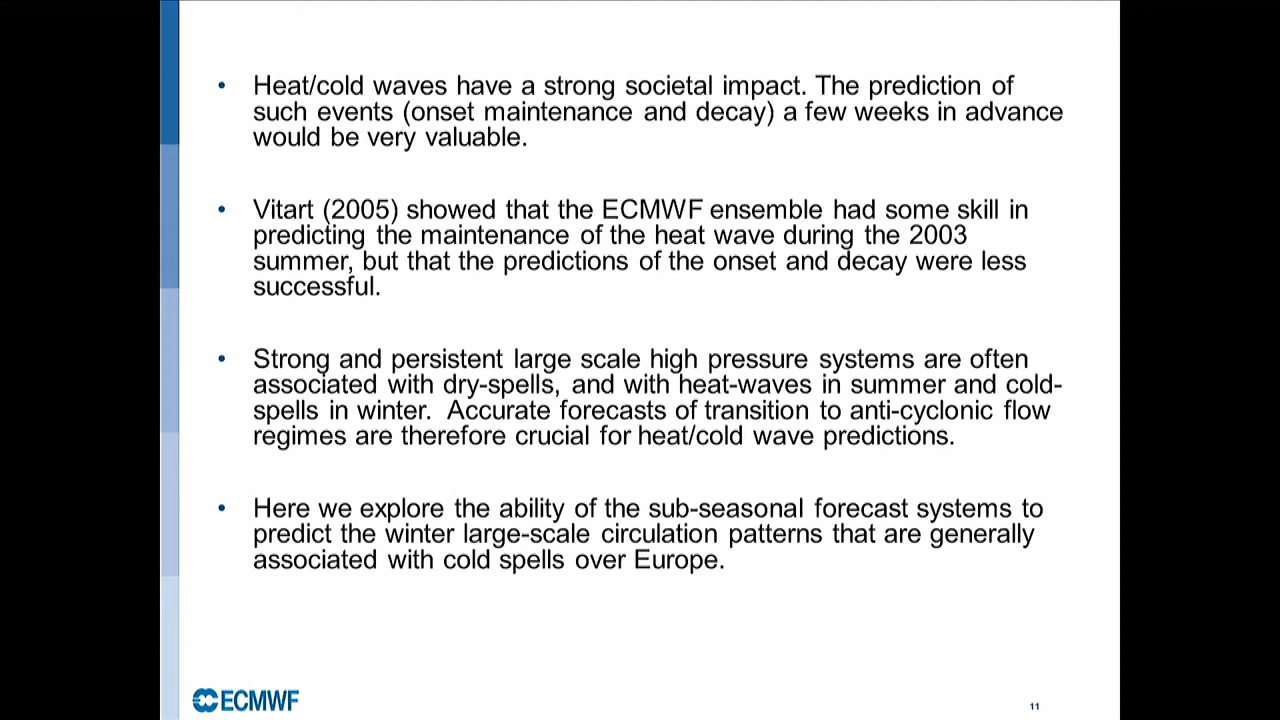 • Heat/cold waves have a strong societal impact. The prediction of
such events (onset maintenance and decay) a few weeks in advance
would be very valuable.
• Vitart (2005) showed that the ECMWF ensemble had some skill in
predicting the maintenance of the heat wave during the 2003
summer, but that the predictions of the onset and decay were less
successful.
• Strong and persistent large scale high pressure systems are often
associated with dry-spells, and with heat-waves in summer and cold-
spells in winter.  Accurate forecasts of transition to anti-cyclonic flow
regimes are therefore crucial for heat/cold wave predictions.
• Here we explore the ability of the sub-seasonal forecast systems to
predict the winter large-scale circulation patterns that are generally
associated with cold spells over Europe.
ECMWF
11